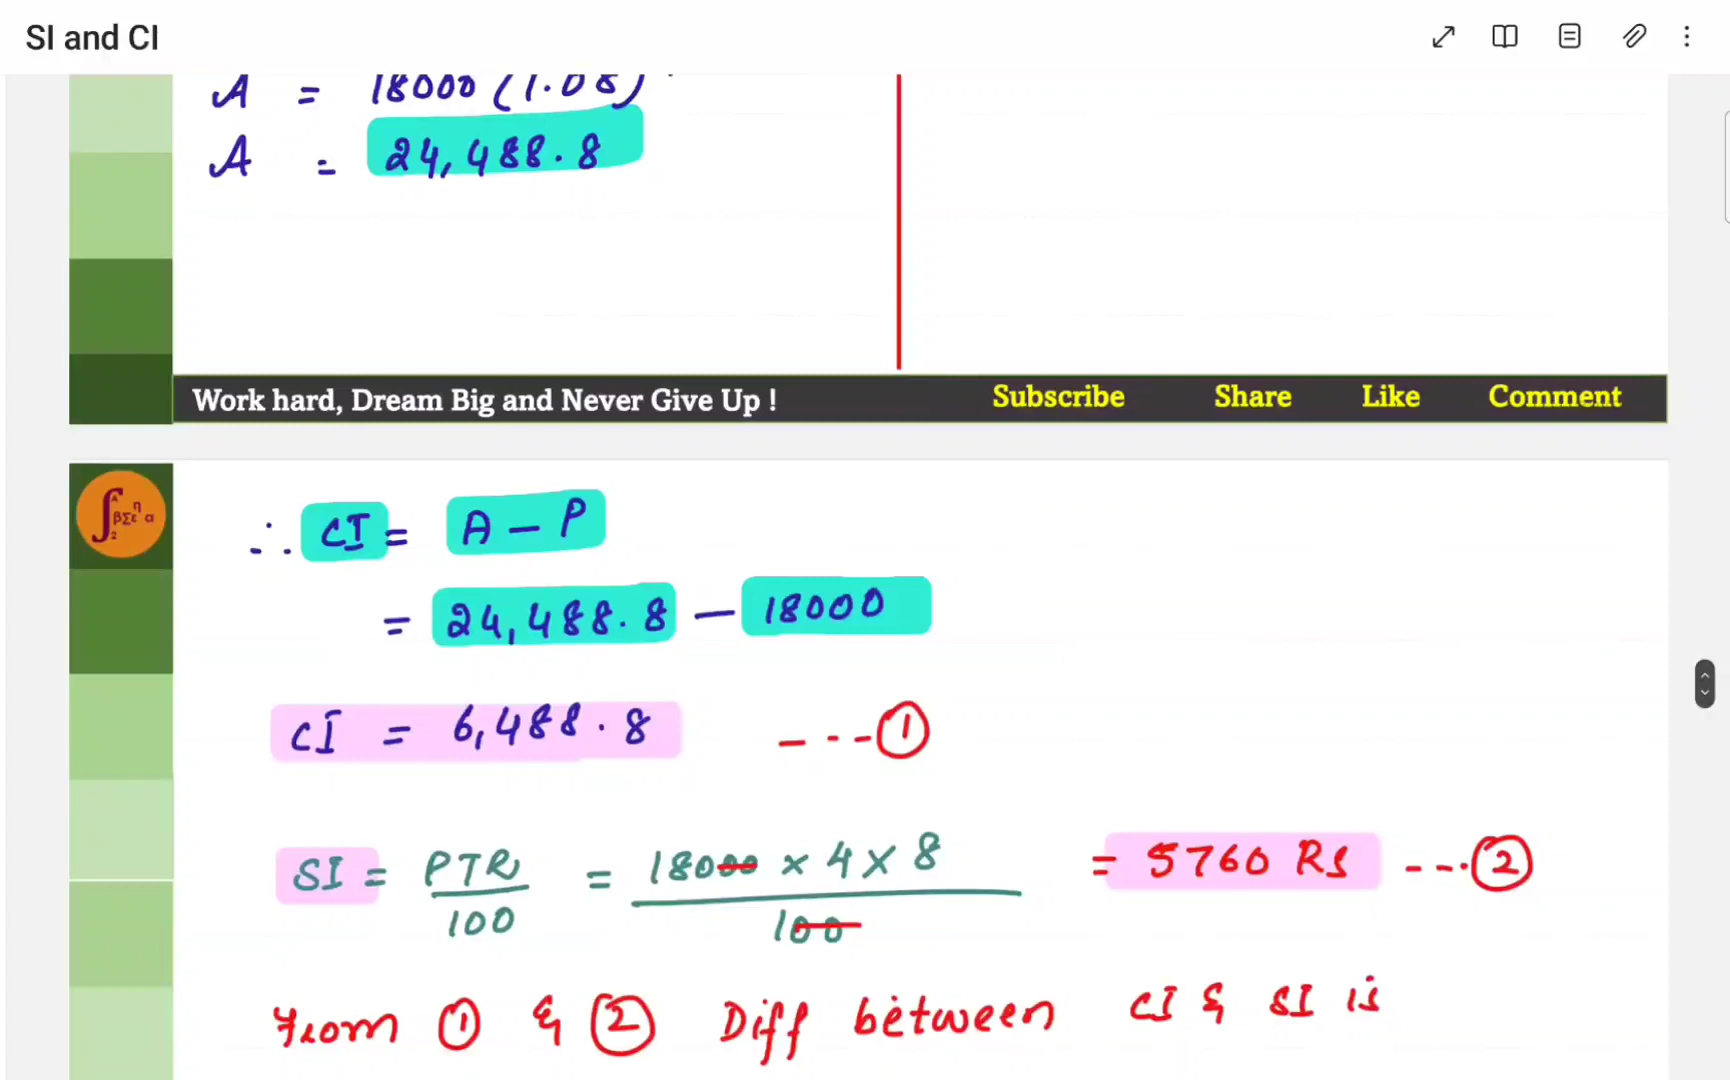 SI and CI
A = 18000 (1.08)
A = 24,488.8
Work hard, Dream Big and Never Give Up ! Subscribe Share Like Comment
∴ CI = A - P
= 24,488.8 - 18000
CI = 6,488.8 - - - ①
SI = PTR/100 = 18000 x 4 x 8/100 = 5760 RS - - - ②
From ① & ② Diff between CI & SI is